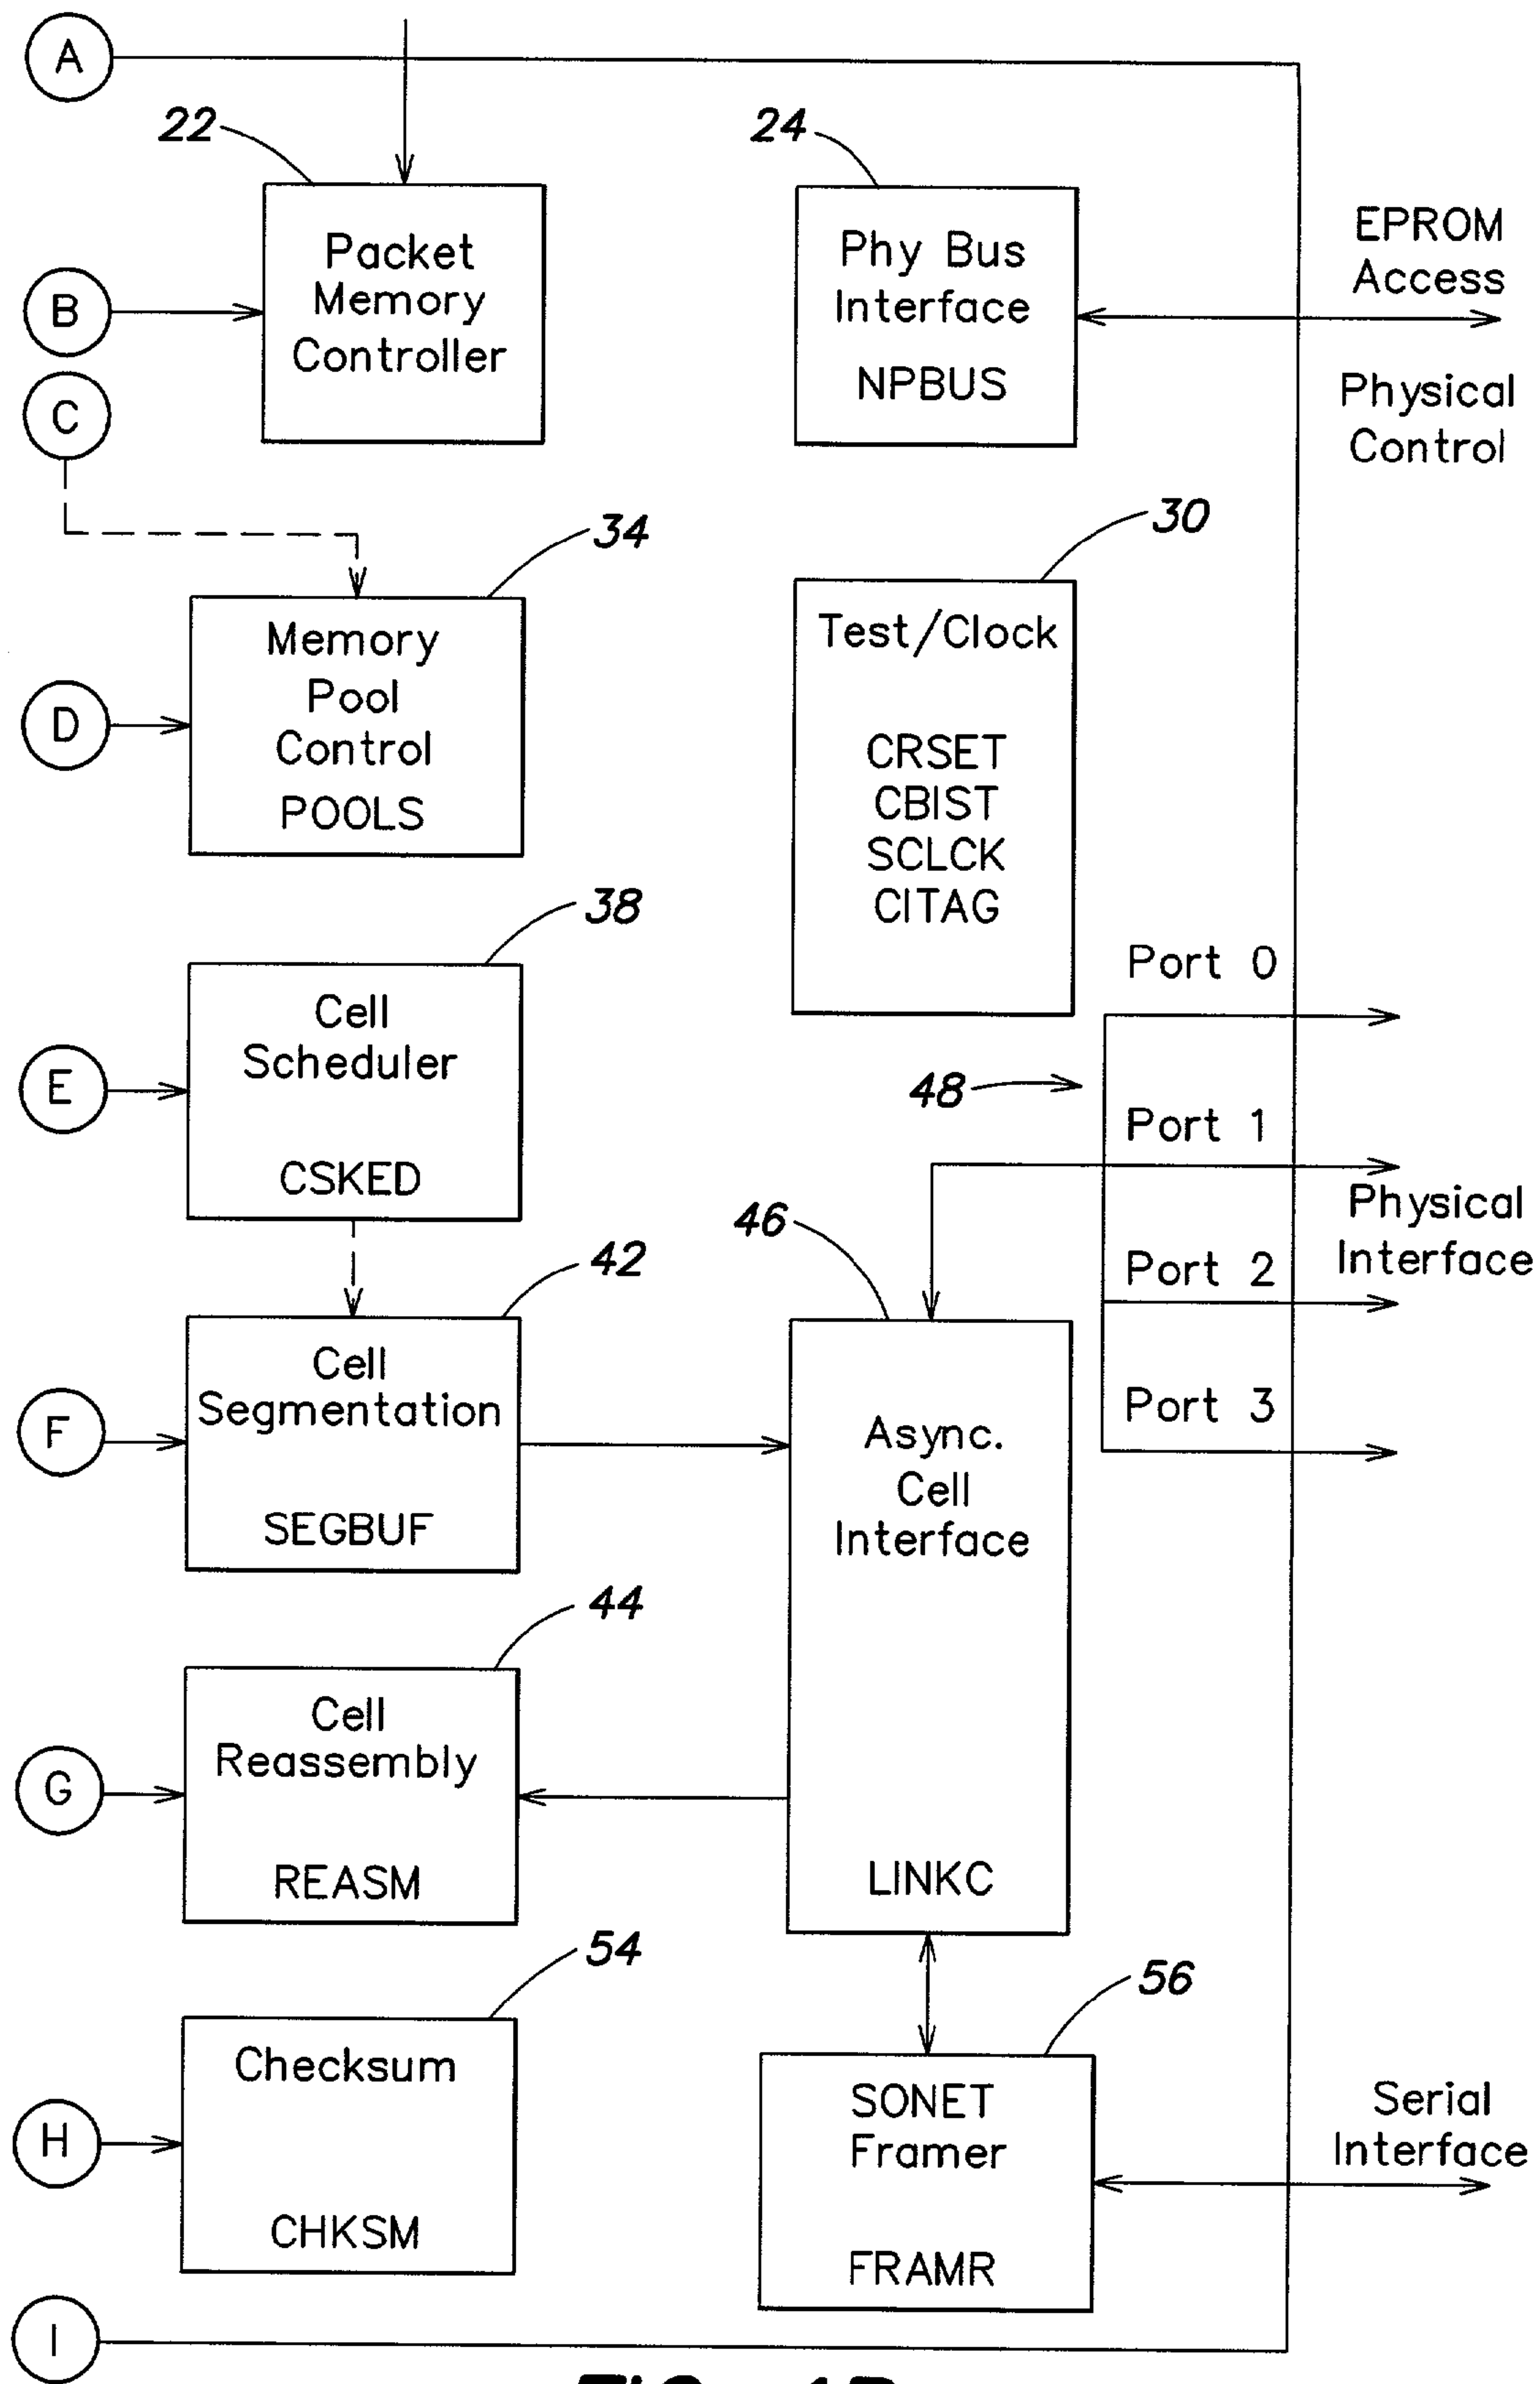 A
22
24
Packet
Memory
Controller
Phy Bus
Interface
NPBUS
EPROM
Access
B
C
Physical
Control
34
30
Memory
Pool
Control
POOLS
D
Test/Clock
CRSET
CBIST
SCLCK
CITAG
38
Port 0
Cell
Scheduler
CSKED
E
48
Port 1
Physical
Interface
46
42
Port 2
Cell
Segmentation
SEGBUF
F
Port 3
Async.
Cell
Interface
LINKC
44
Cell
Reassembly
REASM
G
54
56
Checksum
CHKSM
H
SONET
Framer
FRAMR
Serial
Interface
I